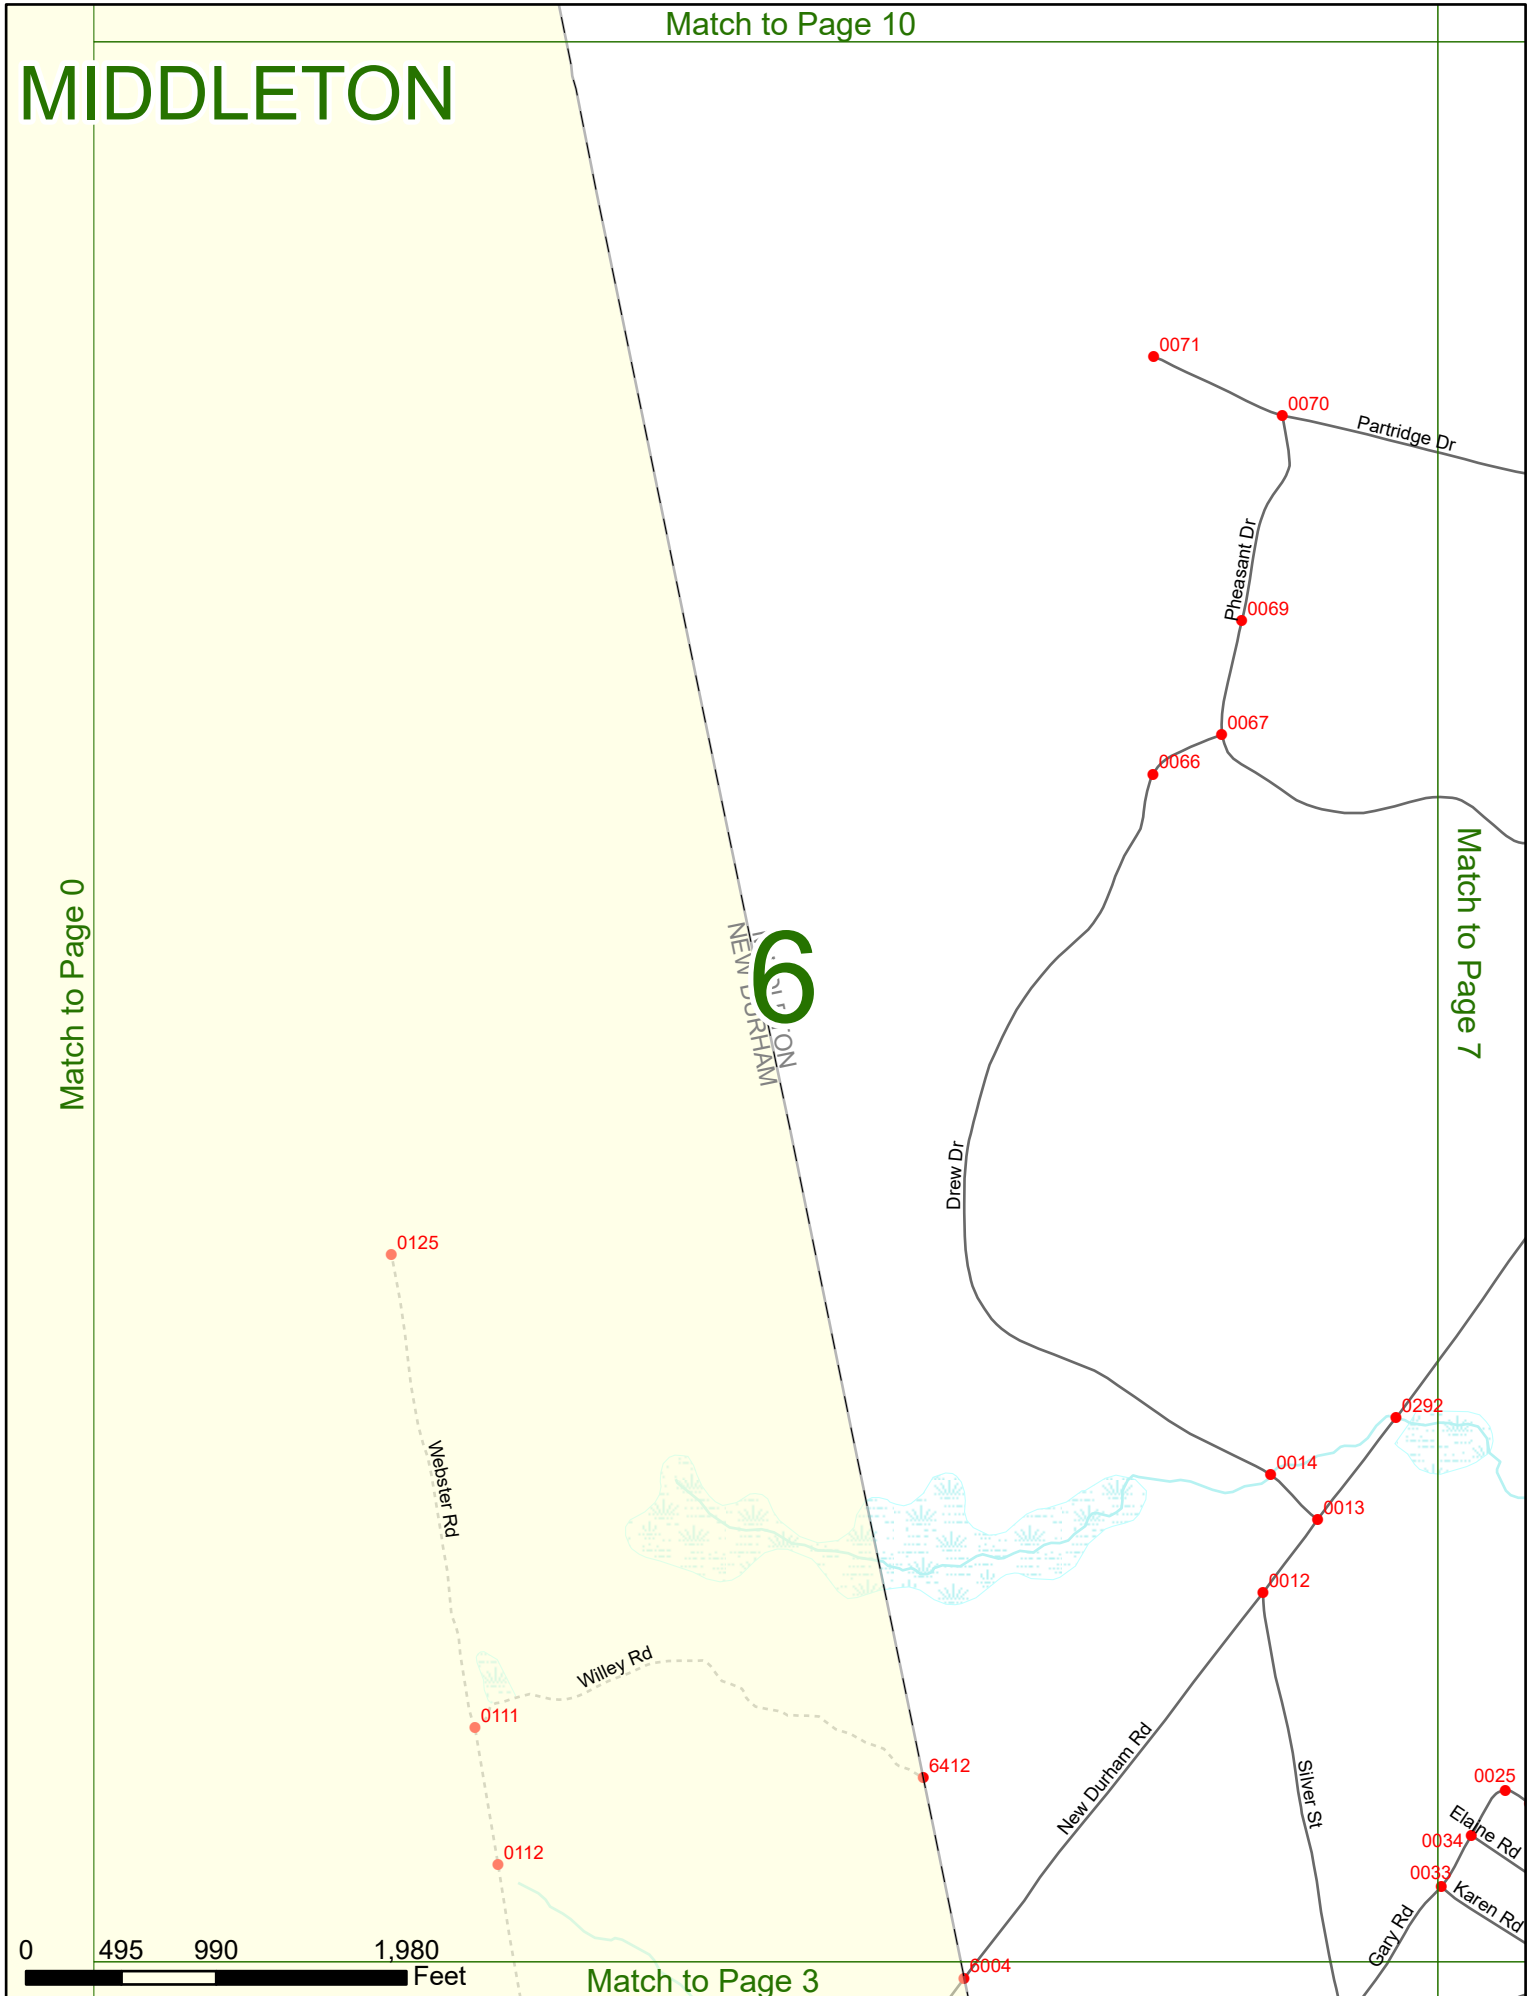 Match to Page 10
MIDDLETON
0071
0070
Partridge Dr
Pheasant Dr
0069
0067
0066
Match to Page 7
Match to Page 0
6
NEW DURHAM
Drew Dr
0125
0292
Webster Rd
0014
0013
0012
Willey Rd
0111
6412
New Durham Rd
Silver St
0025
Elaine Rd
0034
0112
0033
Karen Rd
Gary Rd
0 495 990 1,980
Feet
6004
Match to Page 3